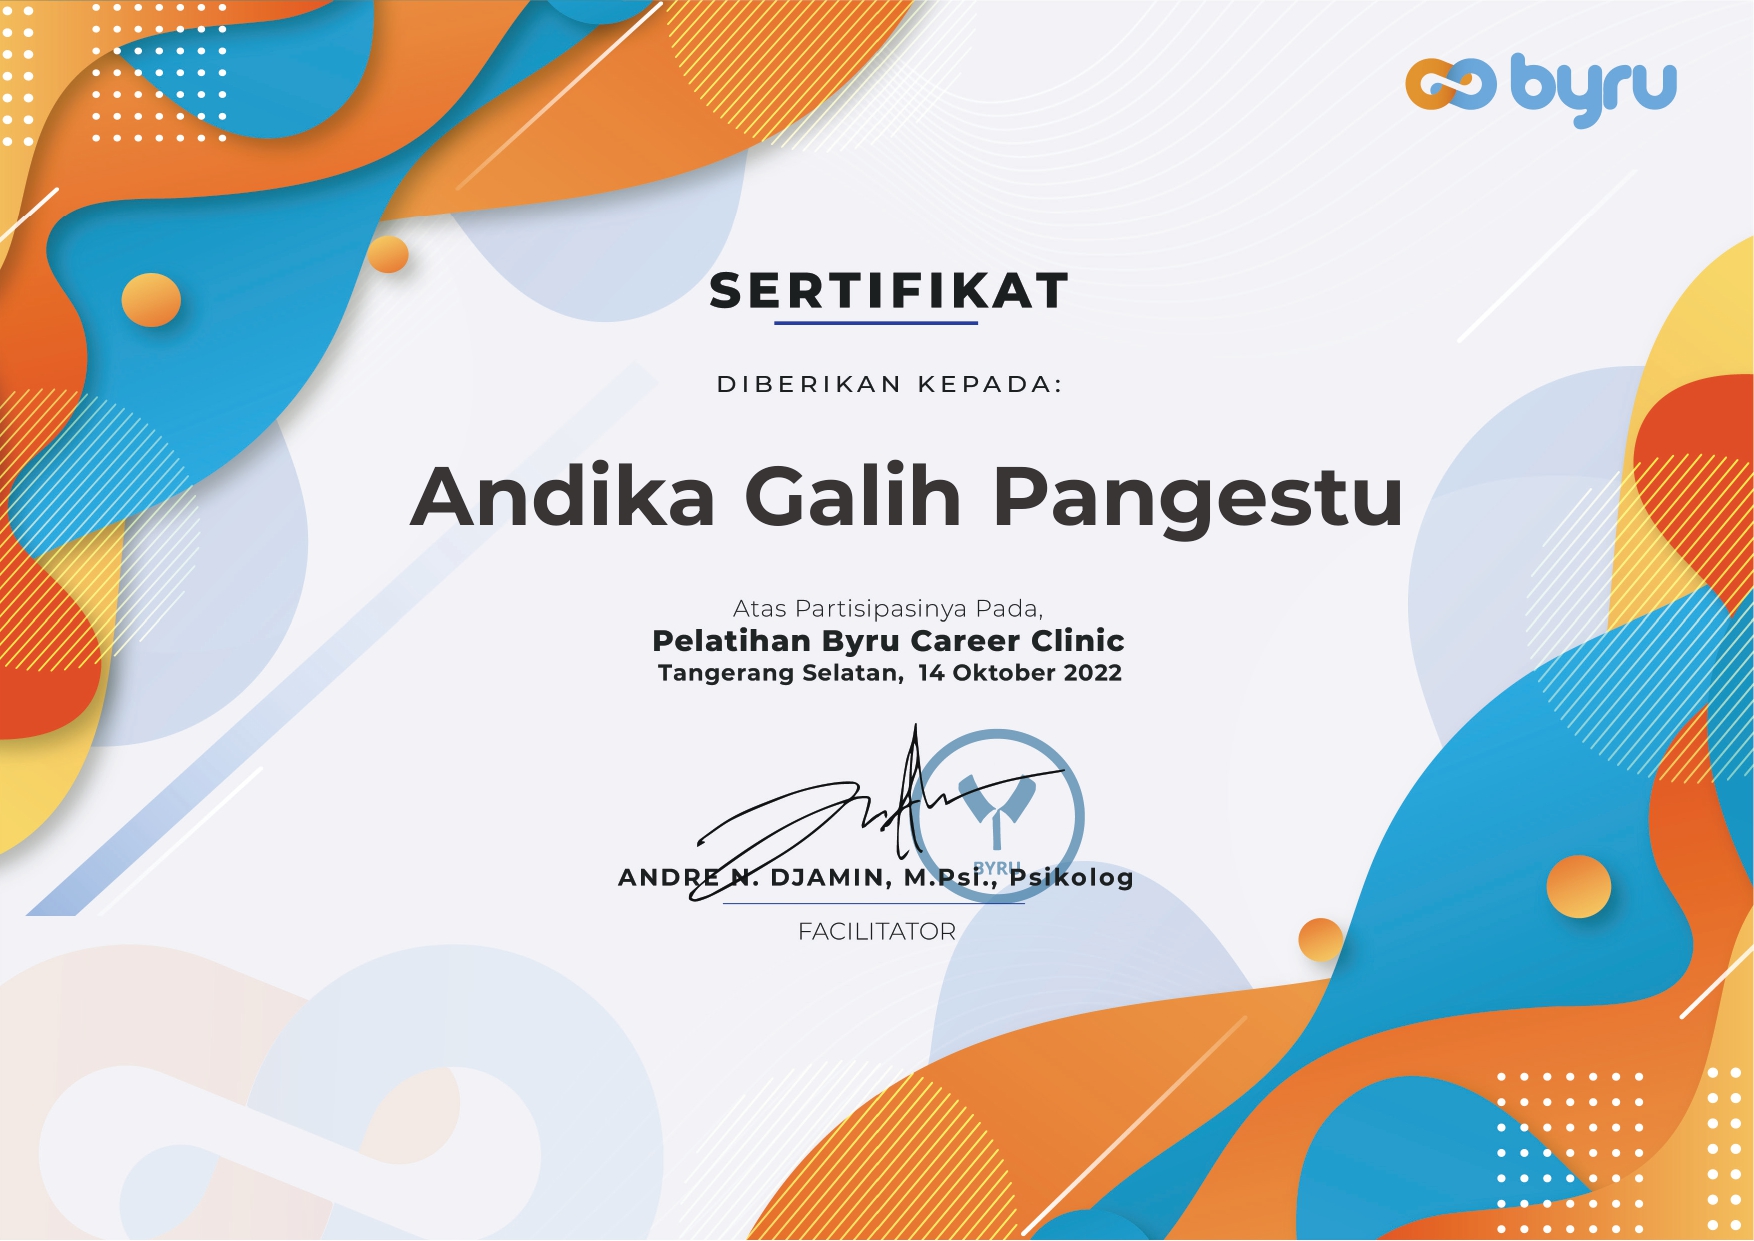 byru
SERTIFIKAT
DIBERIKAN KEPADA:
Andika Galih Pangestu
Atas Partisipasinya Pada,
Pelatihan Byru Career Clinic
Tangerang Selatan, 14 Oktober 2022
BYRU
ANDRE N. DJAMIN, M.Psi., Psikolog
FACILITATOR